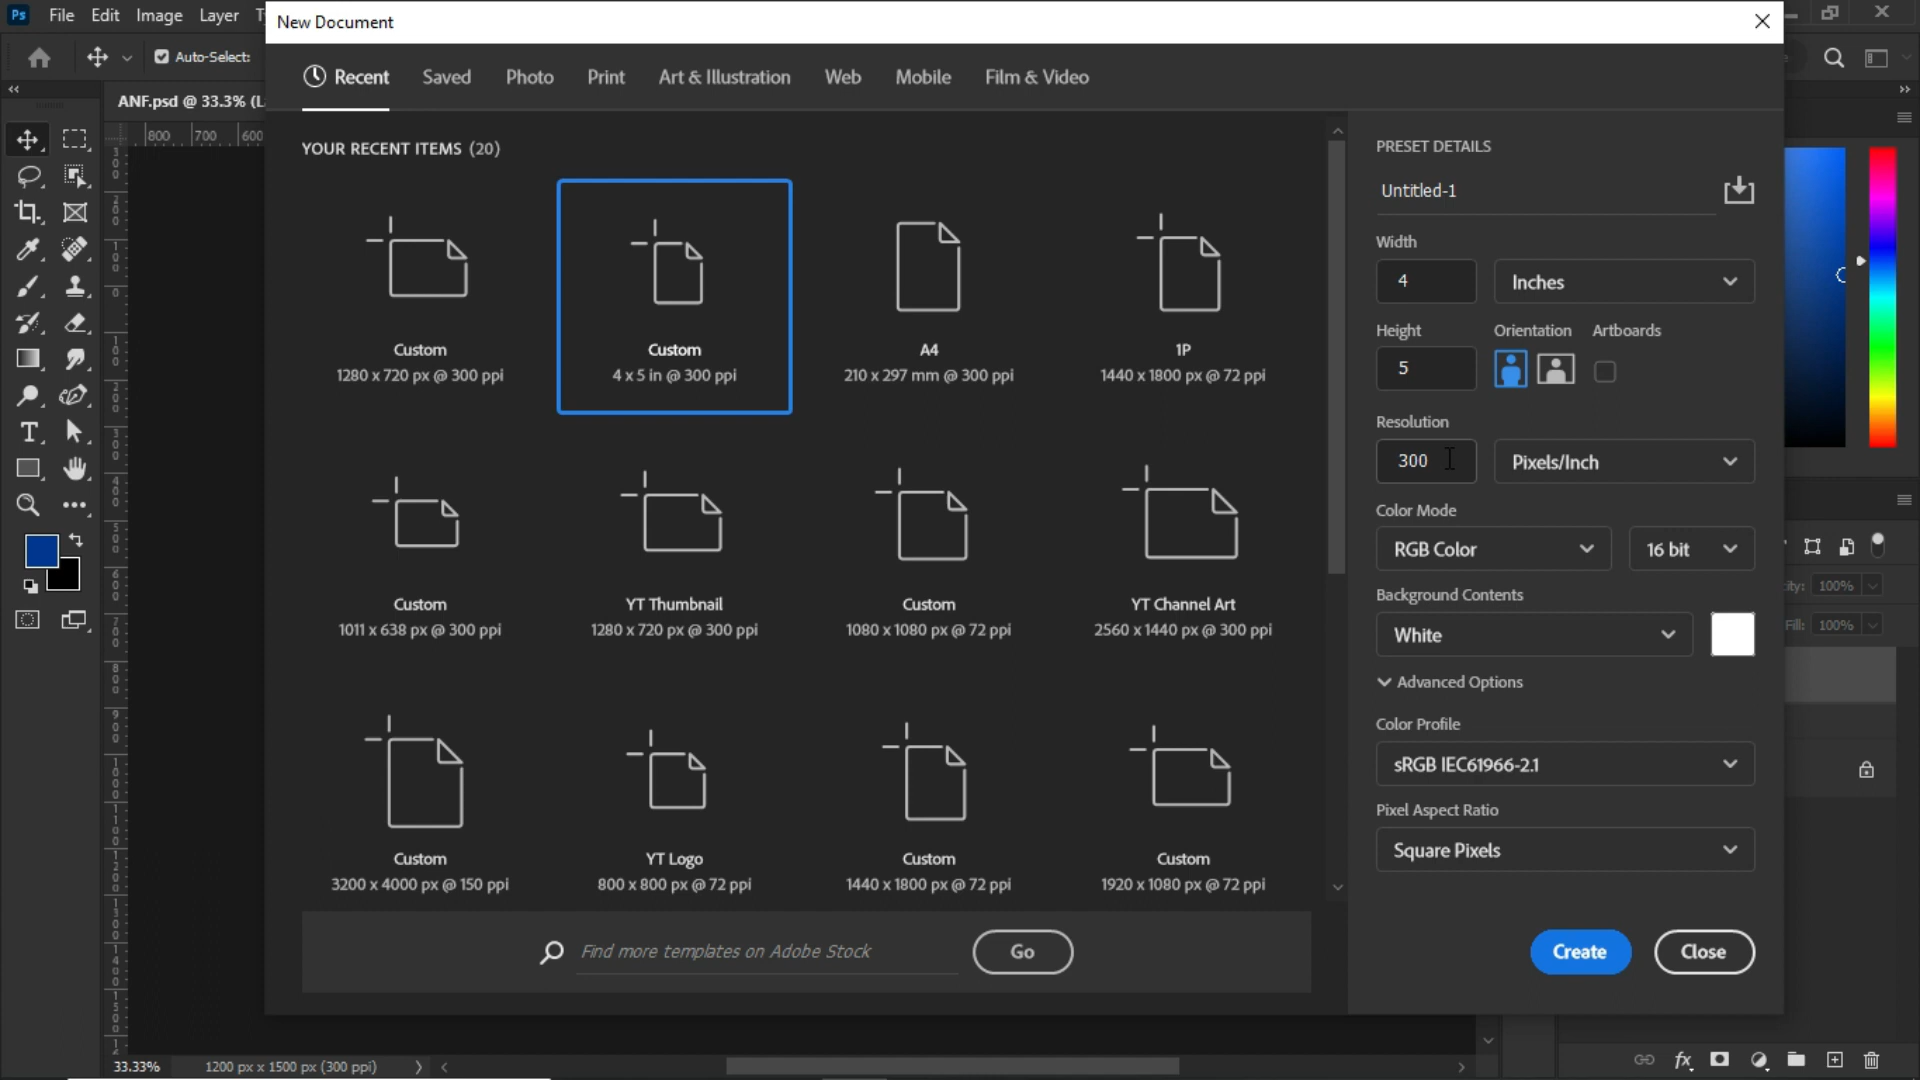 Ps File Edit Image Layer
New Document
Auto-Select:
Recent Saved Photo Print Art & Illustration Web Mobile Film & Video
ANF.psd @ 33.3% (L
800 700 600
YOUR RECENT ITEMS (20)
Custom
1280 x 720 px @ 300 ppi
Custom
4 x 5 in @ 300 ppi
A4
210 x 297 mm @ 300 ppi
1P
1440 x 1800 px @ 72 ppi
Custom
1011 x 638 px @ 300 ppi
YT Thumbnail
1280 x 720 px @ 300 ppi
Custom
1080 x 1080 px @ 72 ppi
YT Channel Art
2560 x 1440 px @ 300 ppi
Custom
3200 x 4000 px @ 150 ppi
YT Logo
800 x 800 px @ 72 ppi
Custom
1440 x 1800 px @ 72 ppi
Custom
1920 x 1080 px @ 72 ppi
Find more templates on Adobe Stock
Go
PRESET DETAILS
Untitled-1
Width
4 Inches
Height Orientation Artboards
5
Resolution
300 Pixels/Inch
Color Mode
RGB Color 16 bit
Background Contents
White
Advanced Options
Color Profile
sRGB IEC61966-2.1
Pixel Aspect Ratio
Square Pixels
Create Close
100%
Fill: 100%
33.33% 1200 px x 1500 px (300 ppi)